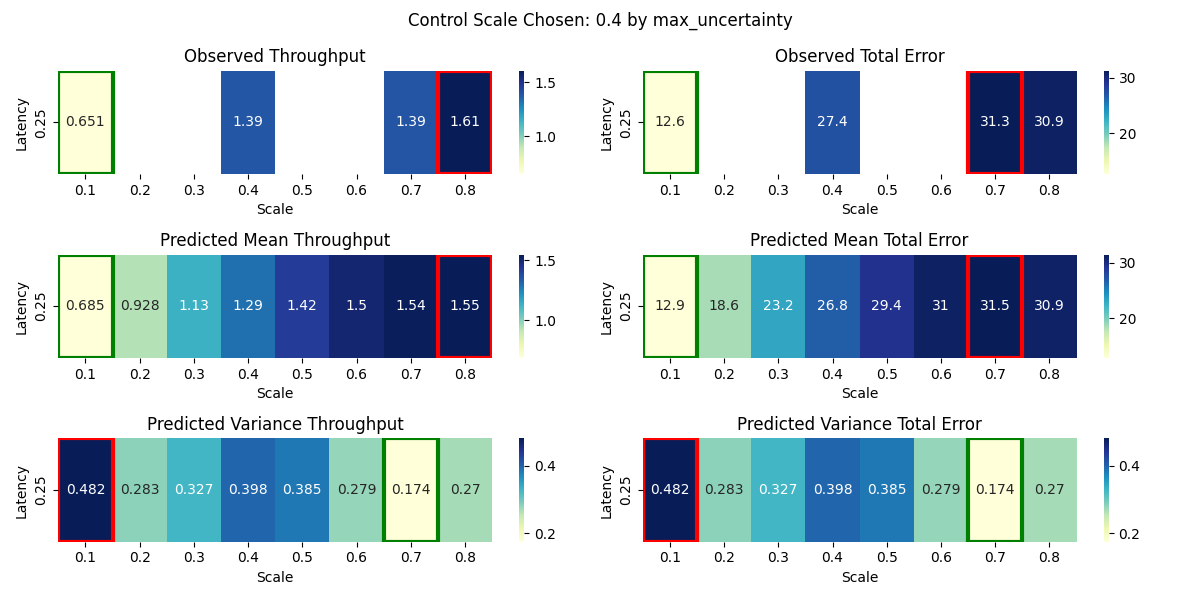 Control Scale Chosen: 0.4 by max_uncertainty
Observed Throughput
Latency
0.25
0.651 1.39 1.39 1.61
0.1 0.2 0.3 0.4 0.5 0.6 0.7 0.8
Scale
1.5
1.0
Observed Total Error
Latency
0.25
12.6 27.4 31.3 30.9
0.1 0.2 0.3 0.4 0.5 0.6 0.7 0.8
Scale
30
20
Predicted Mean Throughput
Latency
0.25
0.685 0.928 1.13 1.29 1.42 1.5 1.54 1.55
0.1 0.2 0.3 0.4 0.5 0.6 0.7 0.8
Scale
1.5
1.0
Predicted Mean Total Error
Latency
0.25
12.9 18.6 23.2 26.8 29.4 31 31.5 30.9
0.1 0.2 0.3 0.4 0.5 0.6 0.7 0.8
Scale
30
20
Predicted Variance Throughput
Latency
0.25
0.482 0.283 0.327 0.398 0.385 0.279 0.174 0.27
0.1 0.2 0.3 0.4 0.5 0.6 0.7 0.8
Scale
0.4
0.2
Predicted Variance Total Error
Latency
0.25
0.482 0.283 0.327 0.398 0.385 0.279 0.174 0.27
0.1 0.2 0.3 0.4 0.5 0.6 0.7 0.8
Scale
0.4
0.2